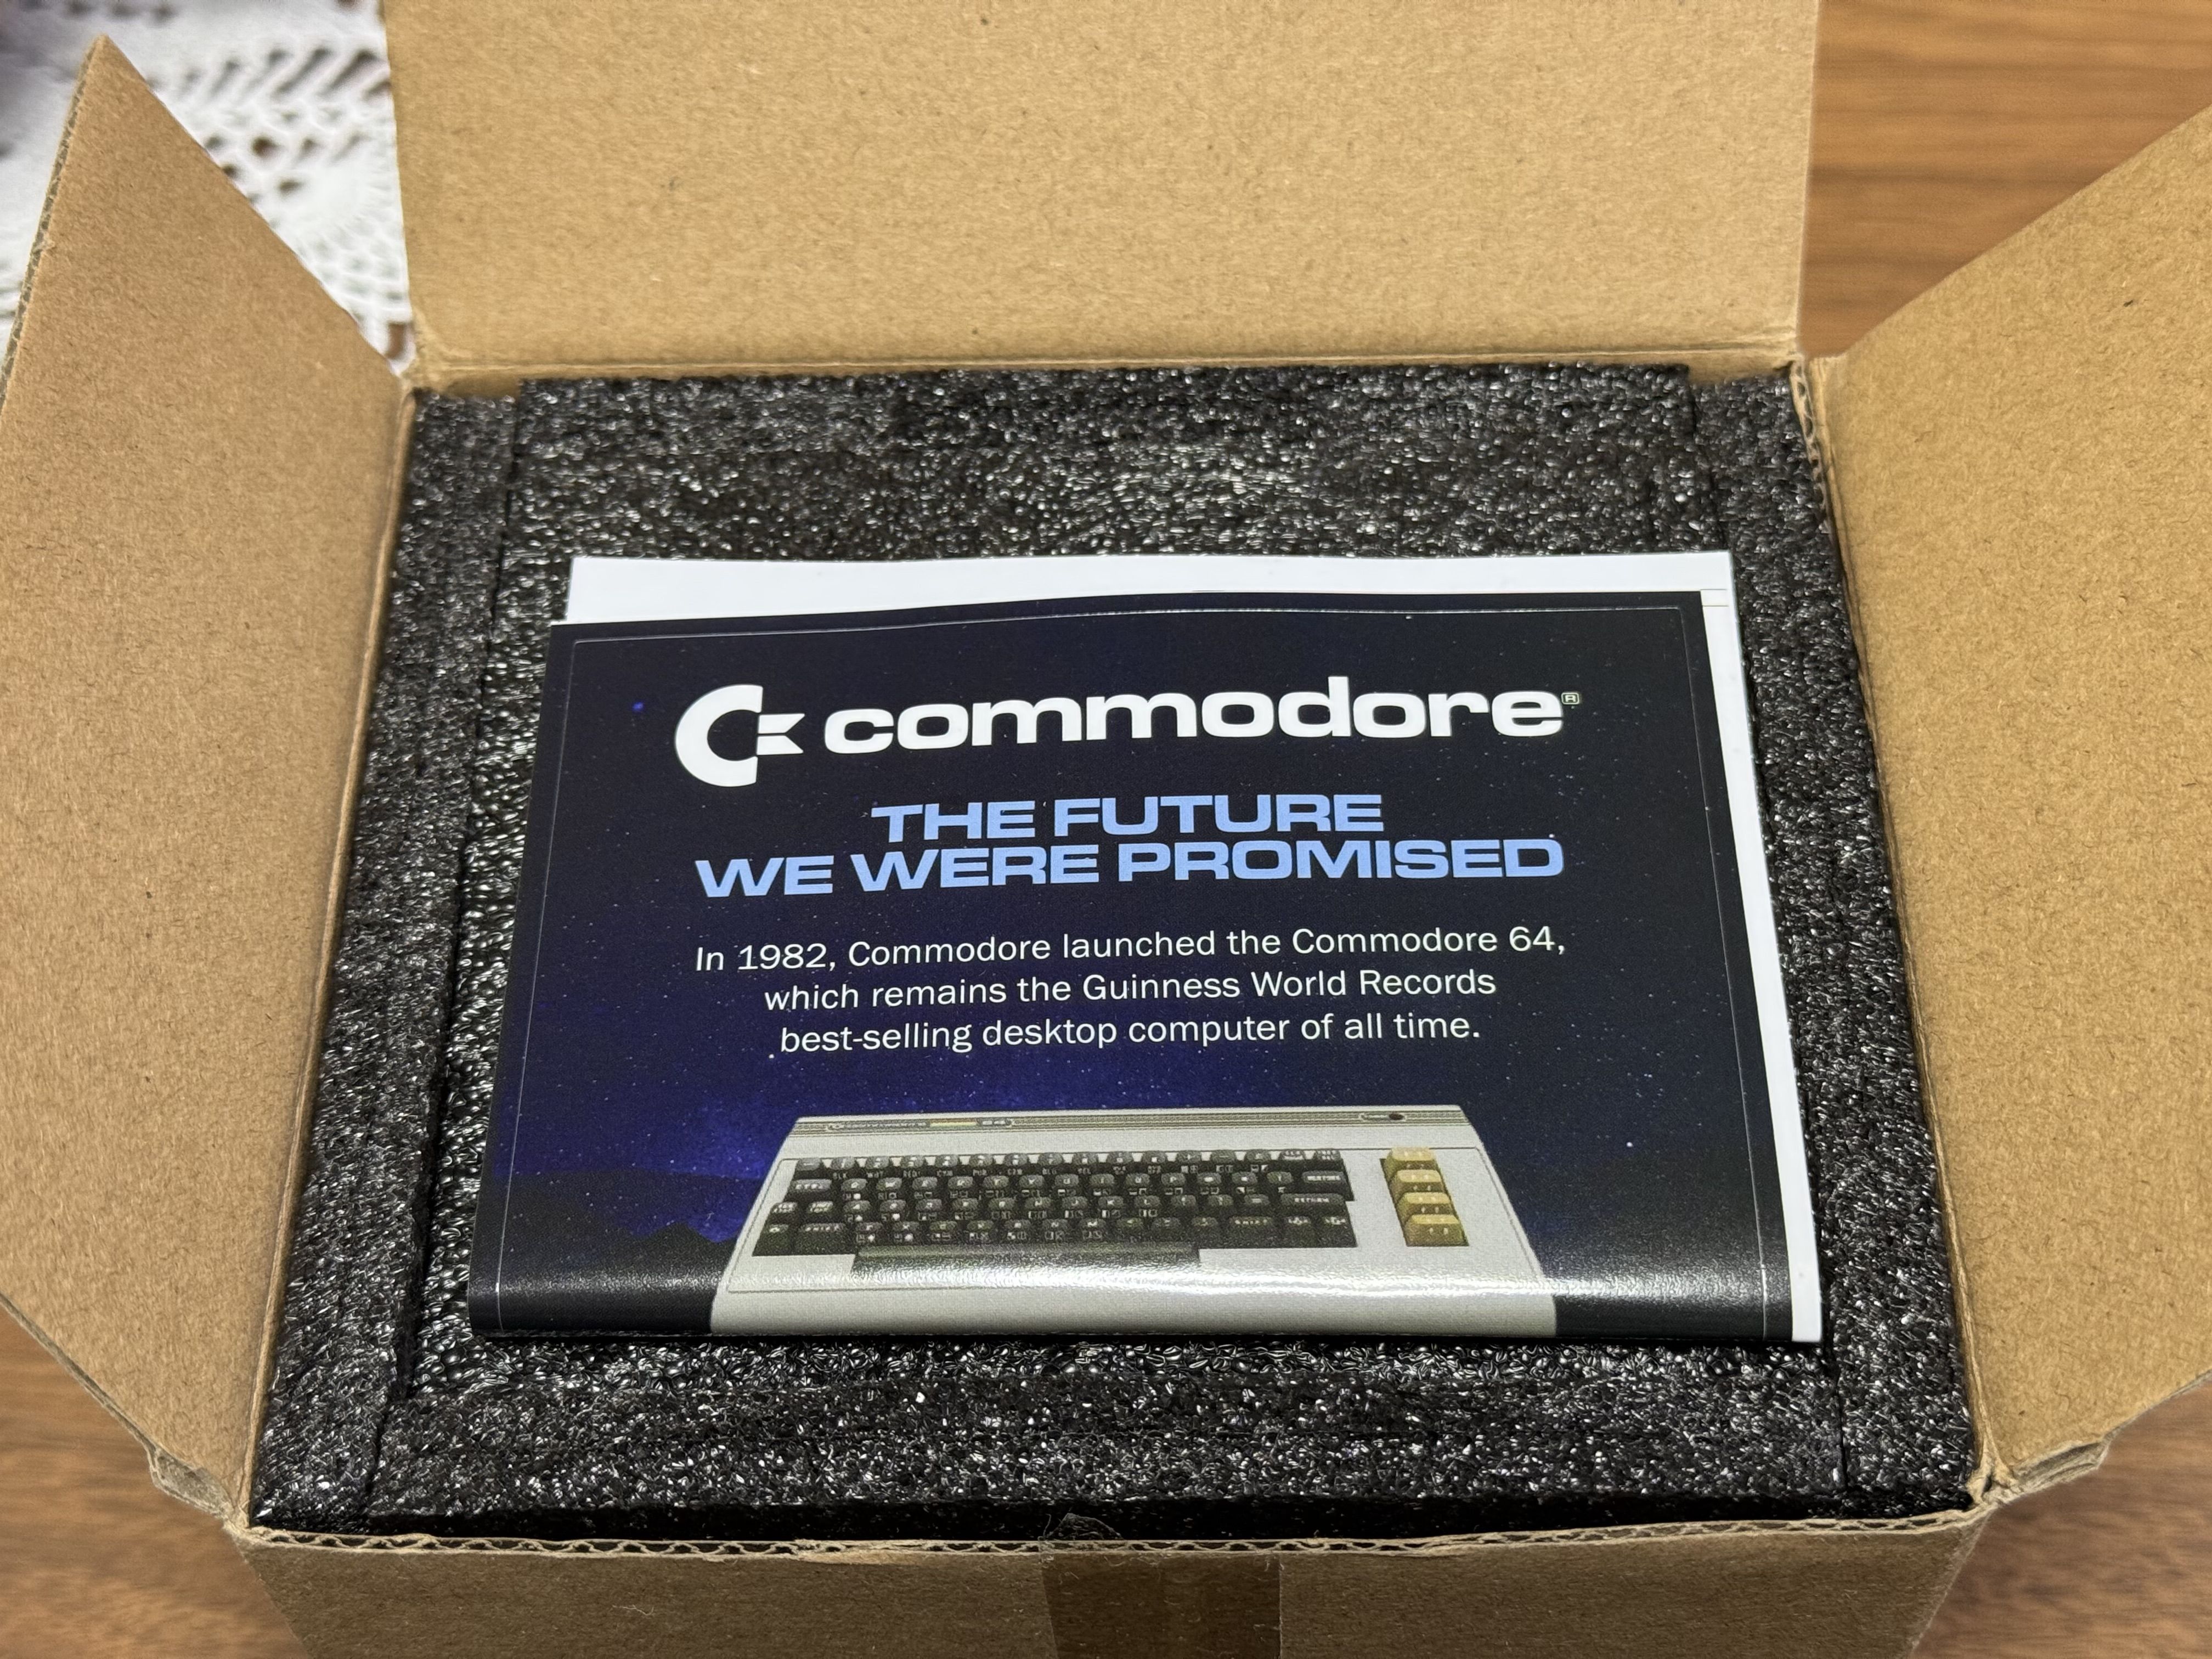 commodore®
THE FUTURE
WE WERE PROMISED
In 1982, Commodore launched the Commodore 64,
which remains the Guinness World Records
best-selling desktop computer of all time.